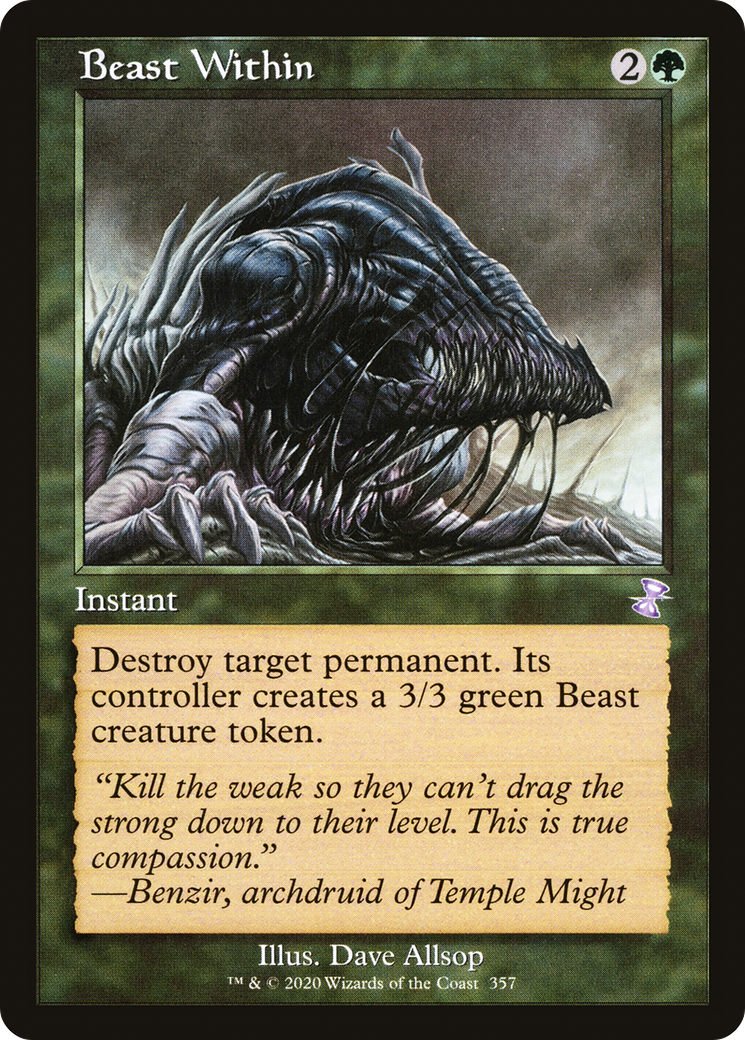 Beast Within 2
Instant
Destroy target permanent. Its
controller creates a 3/3 green Beast
creature token.
“Kill the weak so they can’t drag the
strong down to their level. This is true
compassion.”
—Benzir, archdruid of Temple Might
Illus. Dave Allsop
™ & © 2020 Wizards of the Coast 357